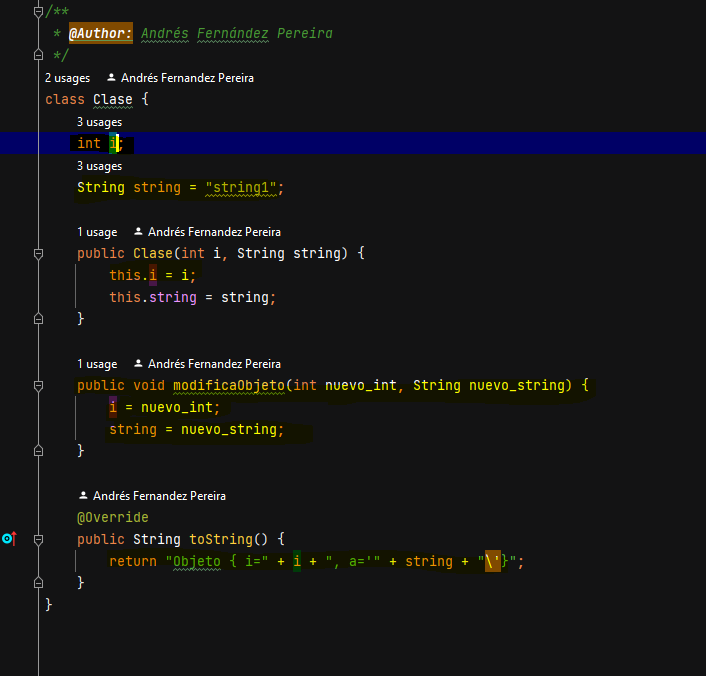 /**
 * @Author: Andrés Fernández Pereira
 */
2 usages Andrés Fernandez Pereira
class Clase {
3 usages
int i;
3 usages
String string = "string1";
1 usage Andrés Fernandez Pereira
public Clase(int i, String string) {
this.i = i;
this.string = string;
}
1 usage Andrés Fernandez Pereira
public void modificaObjeto(int nuevo_int, String nuevo_string) {
i = nuevo_int;
string = nuevo_string;
}
Andrés Fernandez Pereira
@Override
public String toString() {
return "Objeto { i=" + i + ", a='" + string + "\'}";
}
}